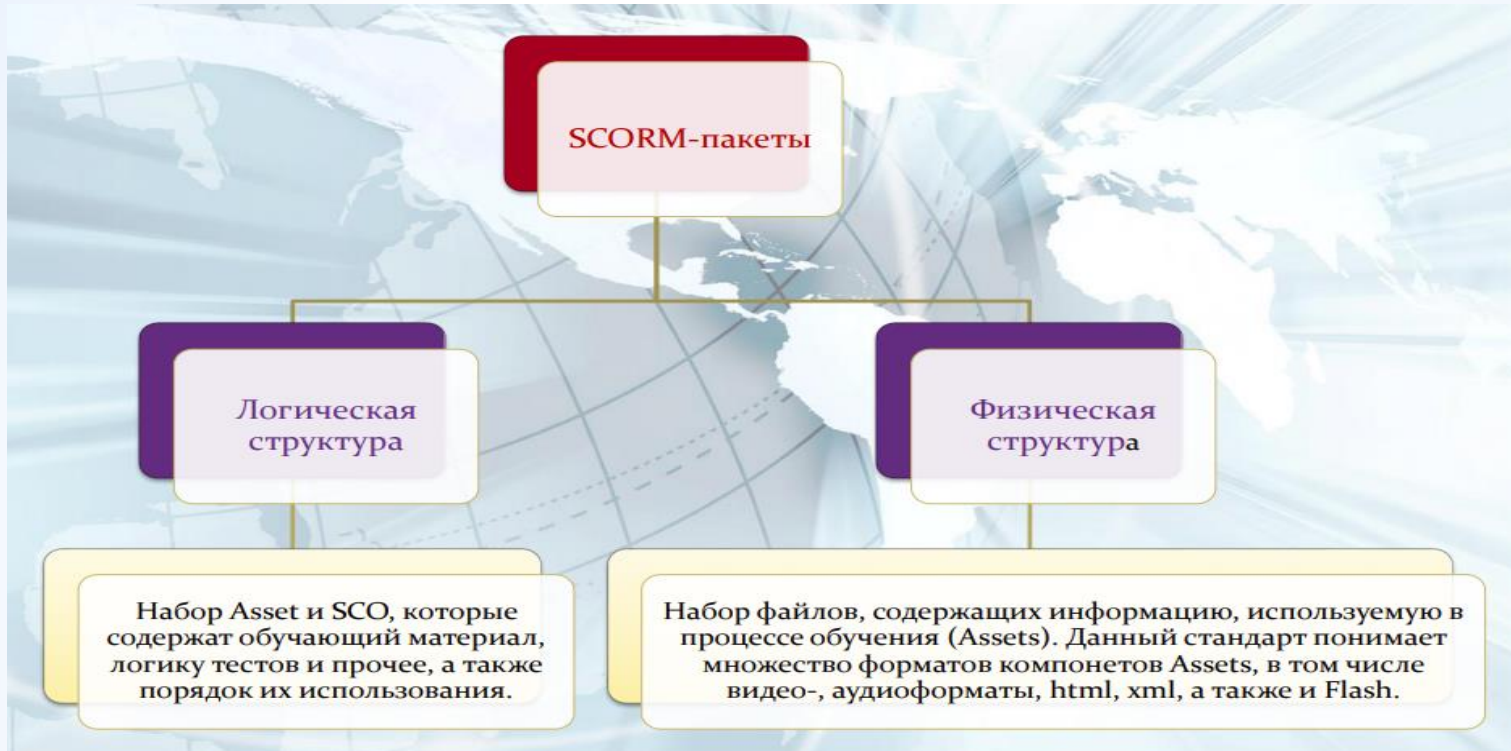 SCORM-пакеты
Логическая
структура
Физическая
структура
Набор Asset и SCO, которые
содержат обучающий материал,
логику тестов и прочее, а также
порядок их использования.
Набор файлов, содержащих информацию, используемую в
процессе обучения (Assets). Данный стандарт понимает
множество форматов компонетов Assets, в том числе
видео-, аудиоформаты, html, xml, а также и Flash.